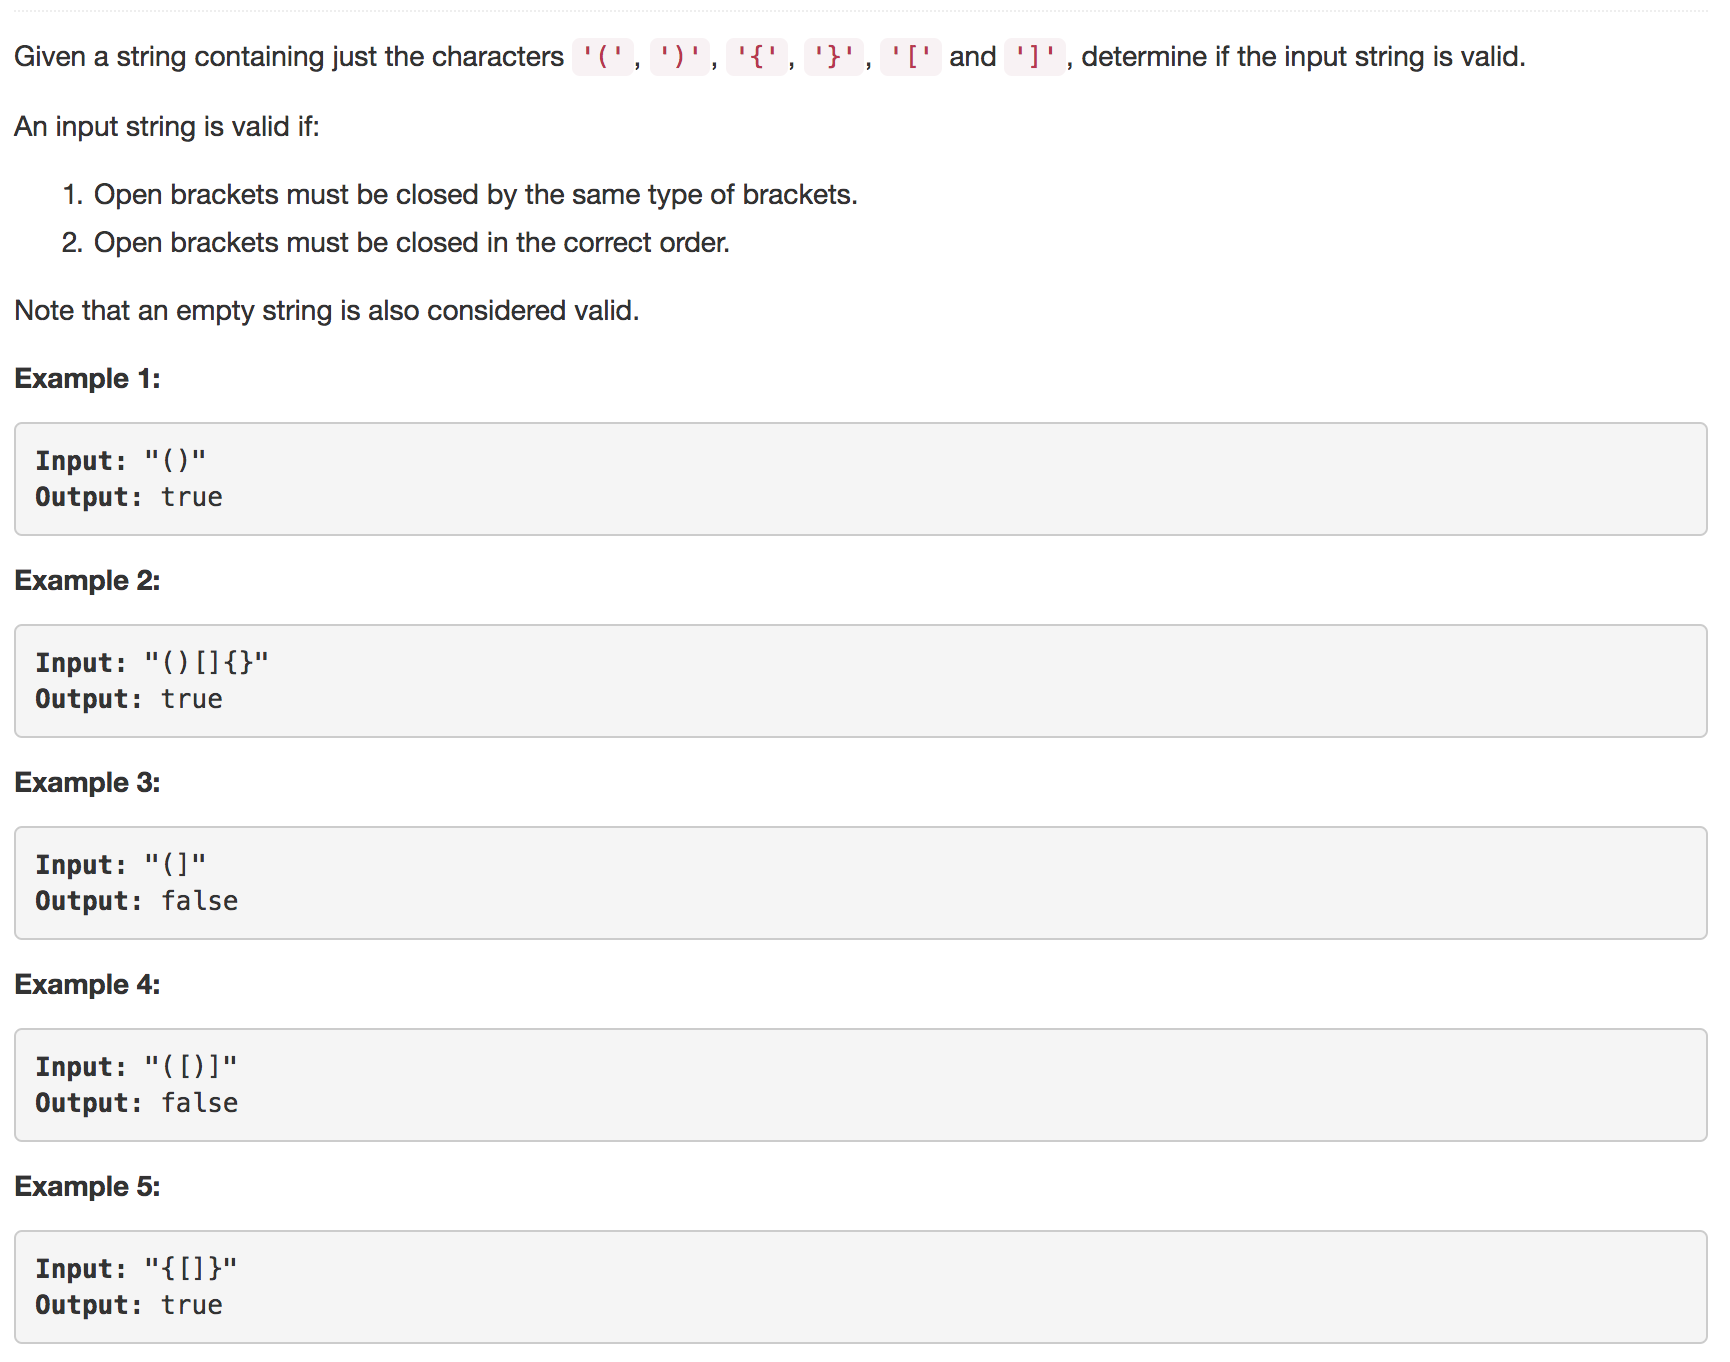 Given a string containing just the characters '(', ')', '{', '}', '[' and ']', determine if the input string is valid.
An input string is valid if:
1. Open brackets must be closed by the same type of brackets.
2. Open brackets must be closed in the correct order.
Note that an empty string is also considered valid.
Example 1:
Input: "()"
Output: true
Example 2:
Input: "()[]{}"
Output: true
Example 3:
Input: "(]"
Output: false
Example 4:
Input: "([)]"
Output: false
Example 5:
Input: "{[]}"
Output: true